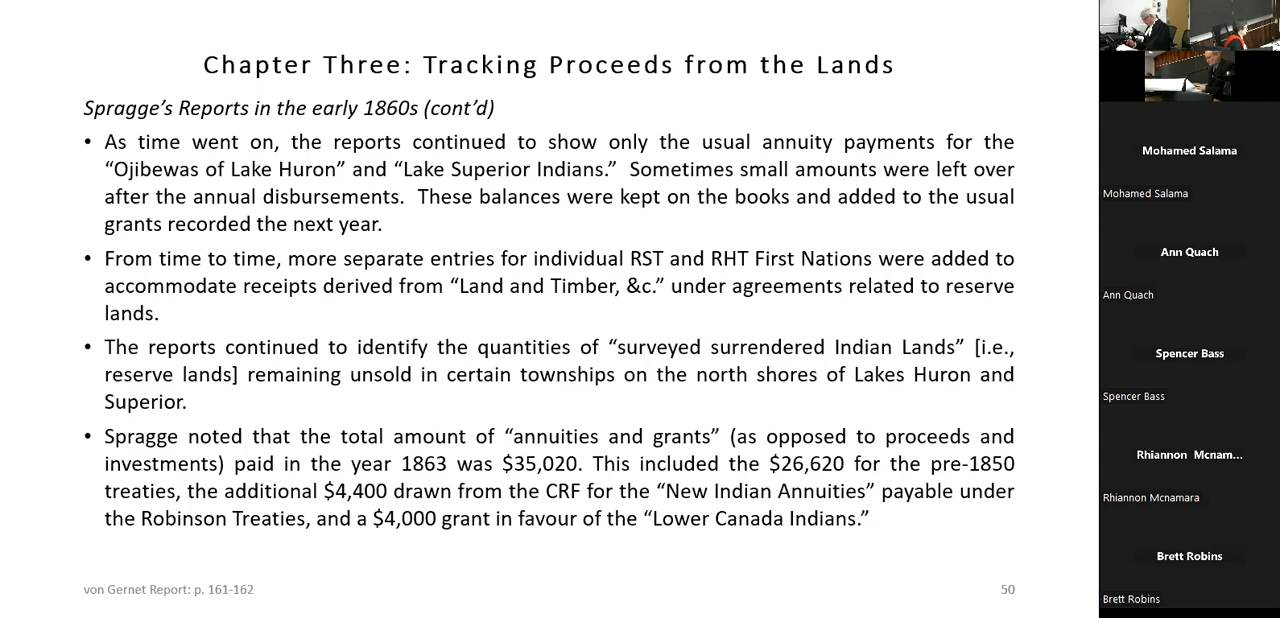 Chapter Three: Tracking Proceeds from the Lands
Spragge's Reports in the early 1860s (cont'd)
• As time went on, the reports continued to show only the usual annuity payments for the
“Ojibewas of Lake Huron” and “Lake Superior Indians.” Sometimes small amounts were left over
after the annual disbursements. These balances were kept on the books and added to the usual
grants recorded the next year.
• From time to time, more separate entries for individual RST and RHT First Nations were added to
accommodate receipts derived from “Land and Timber, &c.” under agreements related to reserve
lands.
• The reports continued to identify the quantities of “surveyed surrendered Indian Lands” [i.e.,
reserve lands] remaining unsold in certain townships on the north shores of Lakes Huron and
Superior.
• Spragge noted that the total amount of “annuities and grants” (as opposed to proceeds and
investments) paid in the year 1863 was $35,020. This included the $26,620 for the pre-1850
treaties, the additional $4,400 drawn from the CRF for the “New Indian Annuities” payable under
the Robinson Treaties, and a $4,000 grant in favour of the “Lower Canada Indians.”
von Gernet Report: p. 161-162
50
Mohamed Salama
Mohamed Salama
Ann Quach
Ann Quach
Spencer Bass
Spencer Bass
Rhiannon Mcnam...
Rhiannon Mcnamara
Brett Robins
Brett Robins